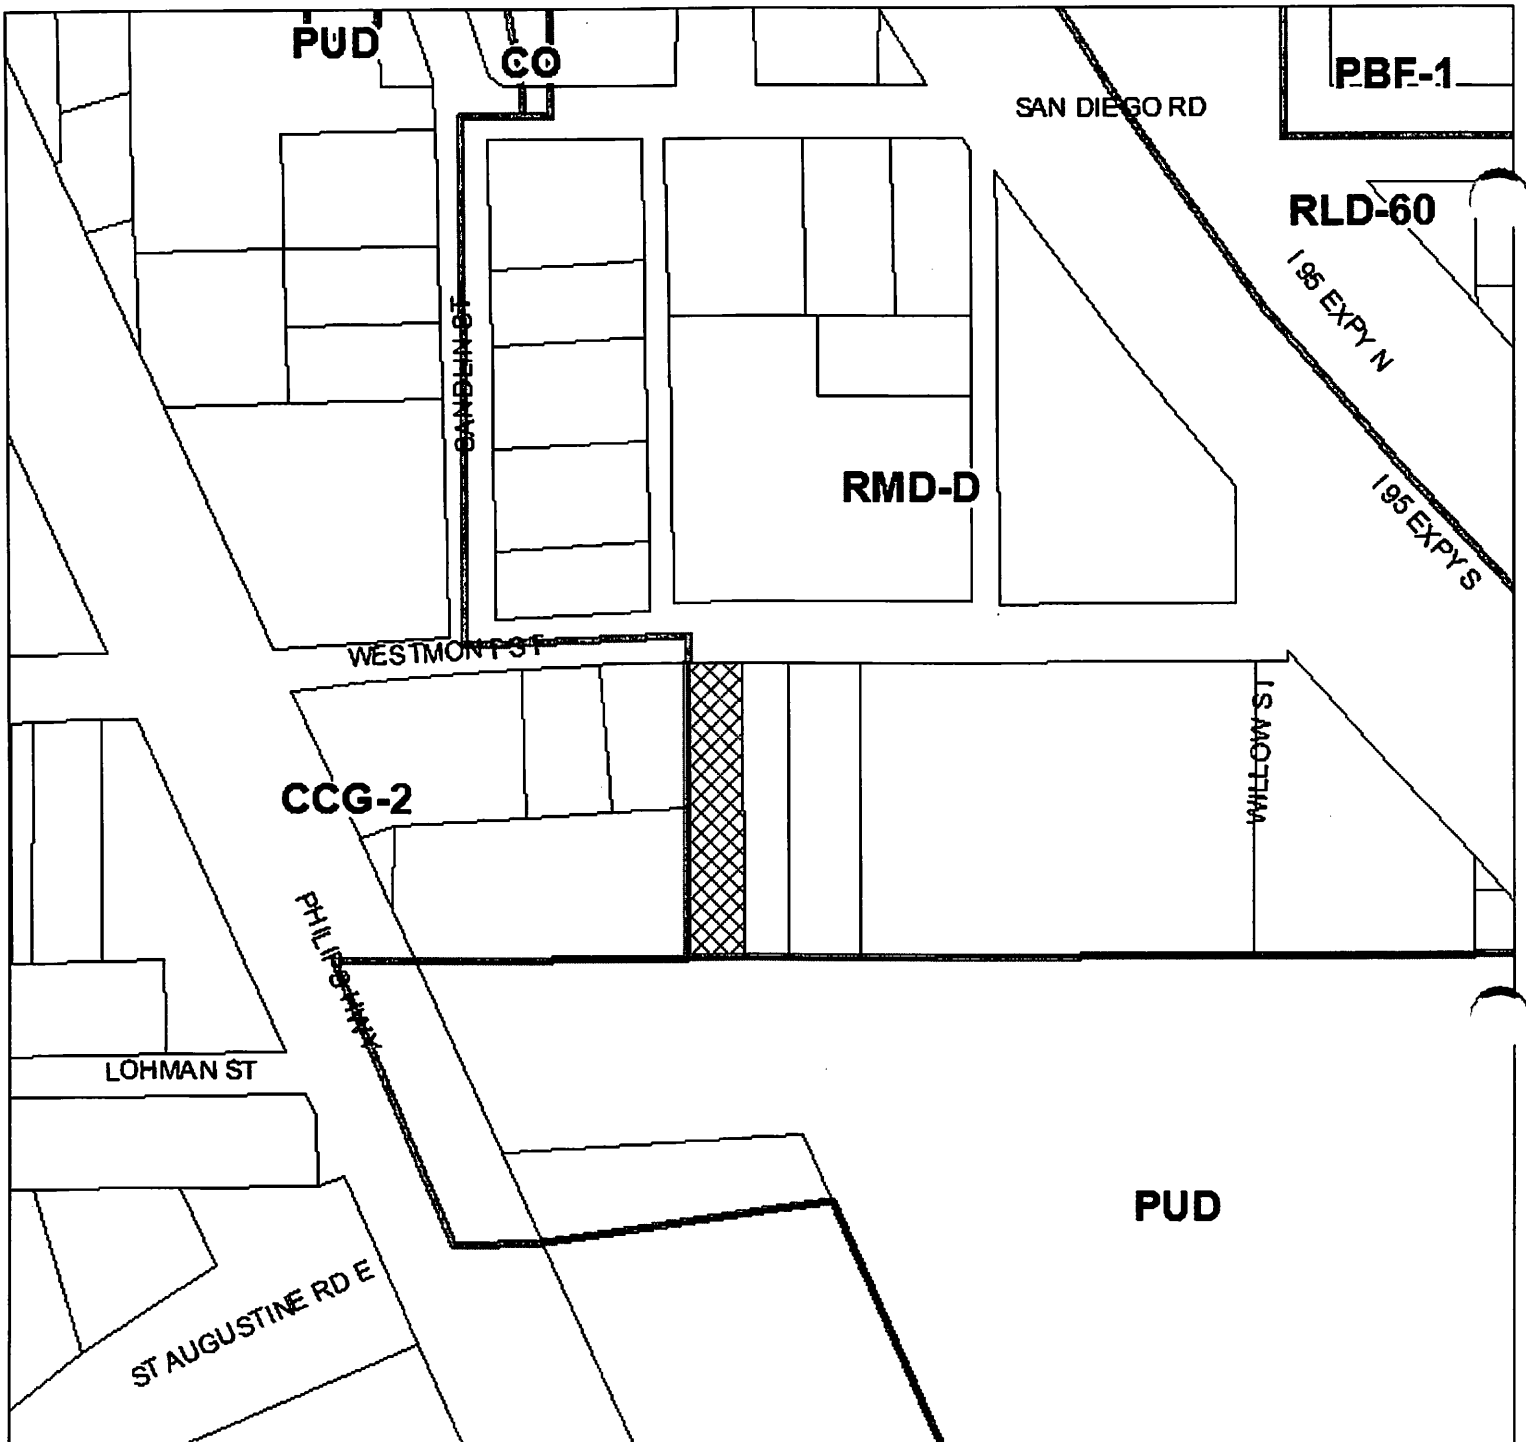 PUD
CO
PBF-1
SAN DIEGO RD
RLD-60
I 95 EXPY N
SANDLIN ST
RMD-D
I 95 EXPY S
WESTMONT ST
WILLOW ST
CCG-2
PHILIPS HWY
LOHMAN ST
PUD
ST AUGUSTINE RD E